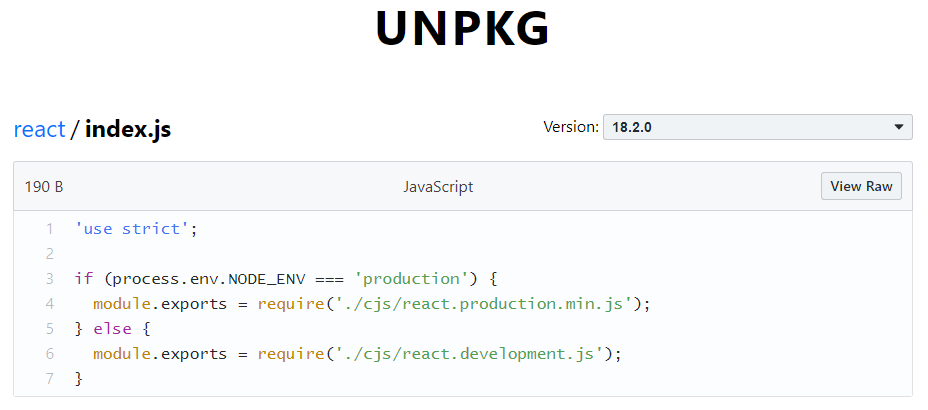 UNPKG
react / index.js Version: 18.2.0
190 B JavaScript View Raw
1 'use strict';
2
3 if (process.env.NODE_ENV === 'production') {
4   module.exports = require('./cjs/react.production.min.js');
5 } else {
6   module.exports = require('./cjs/react.development.js');
7 }